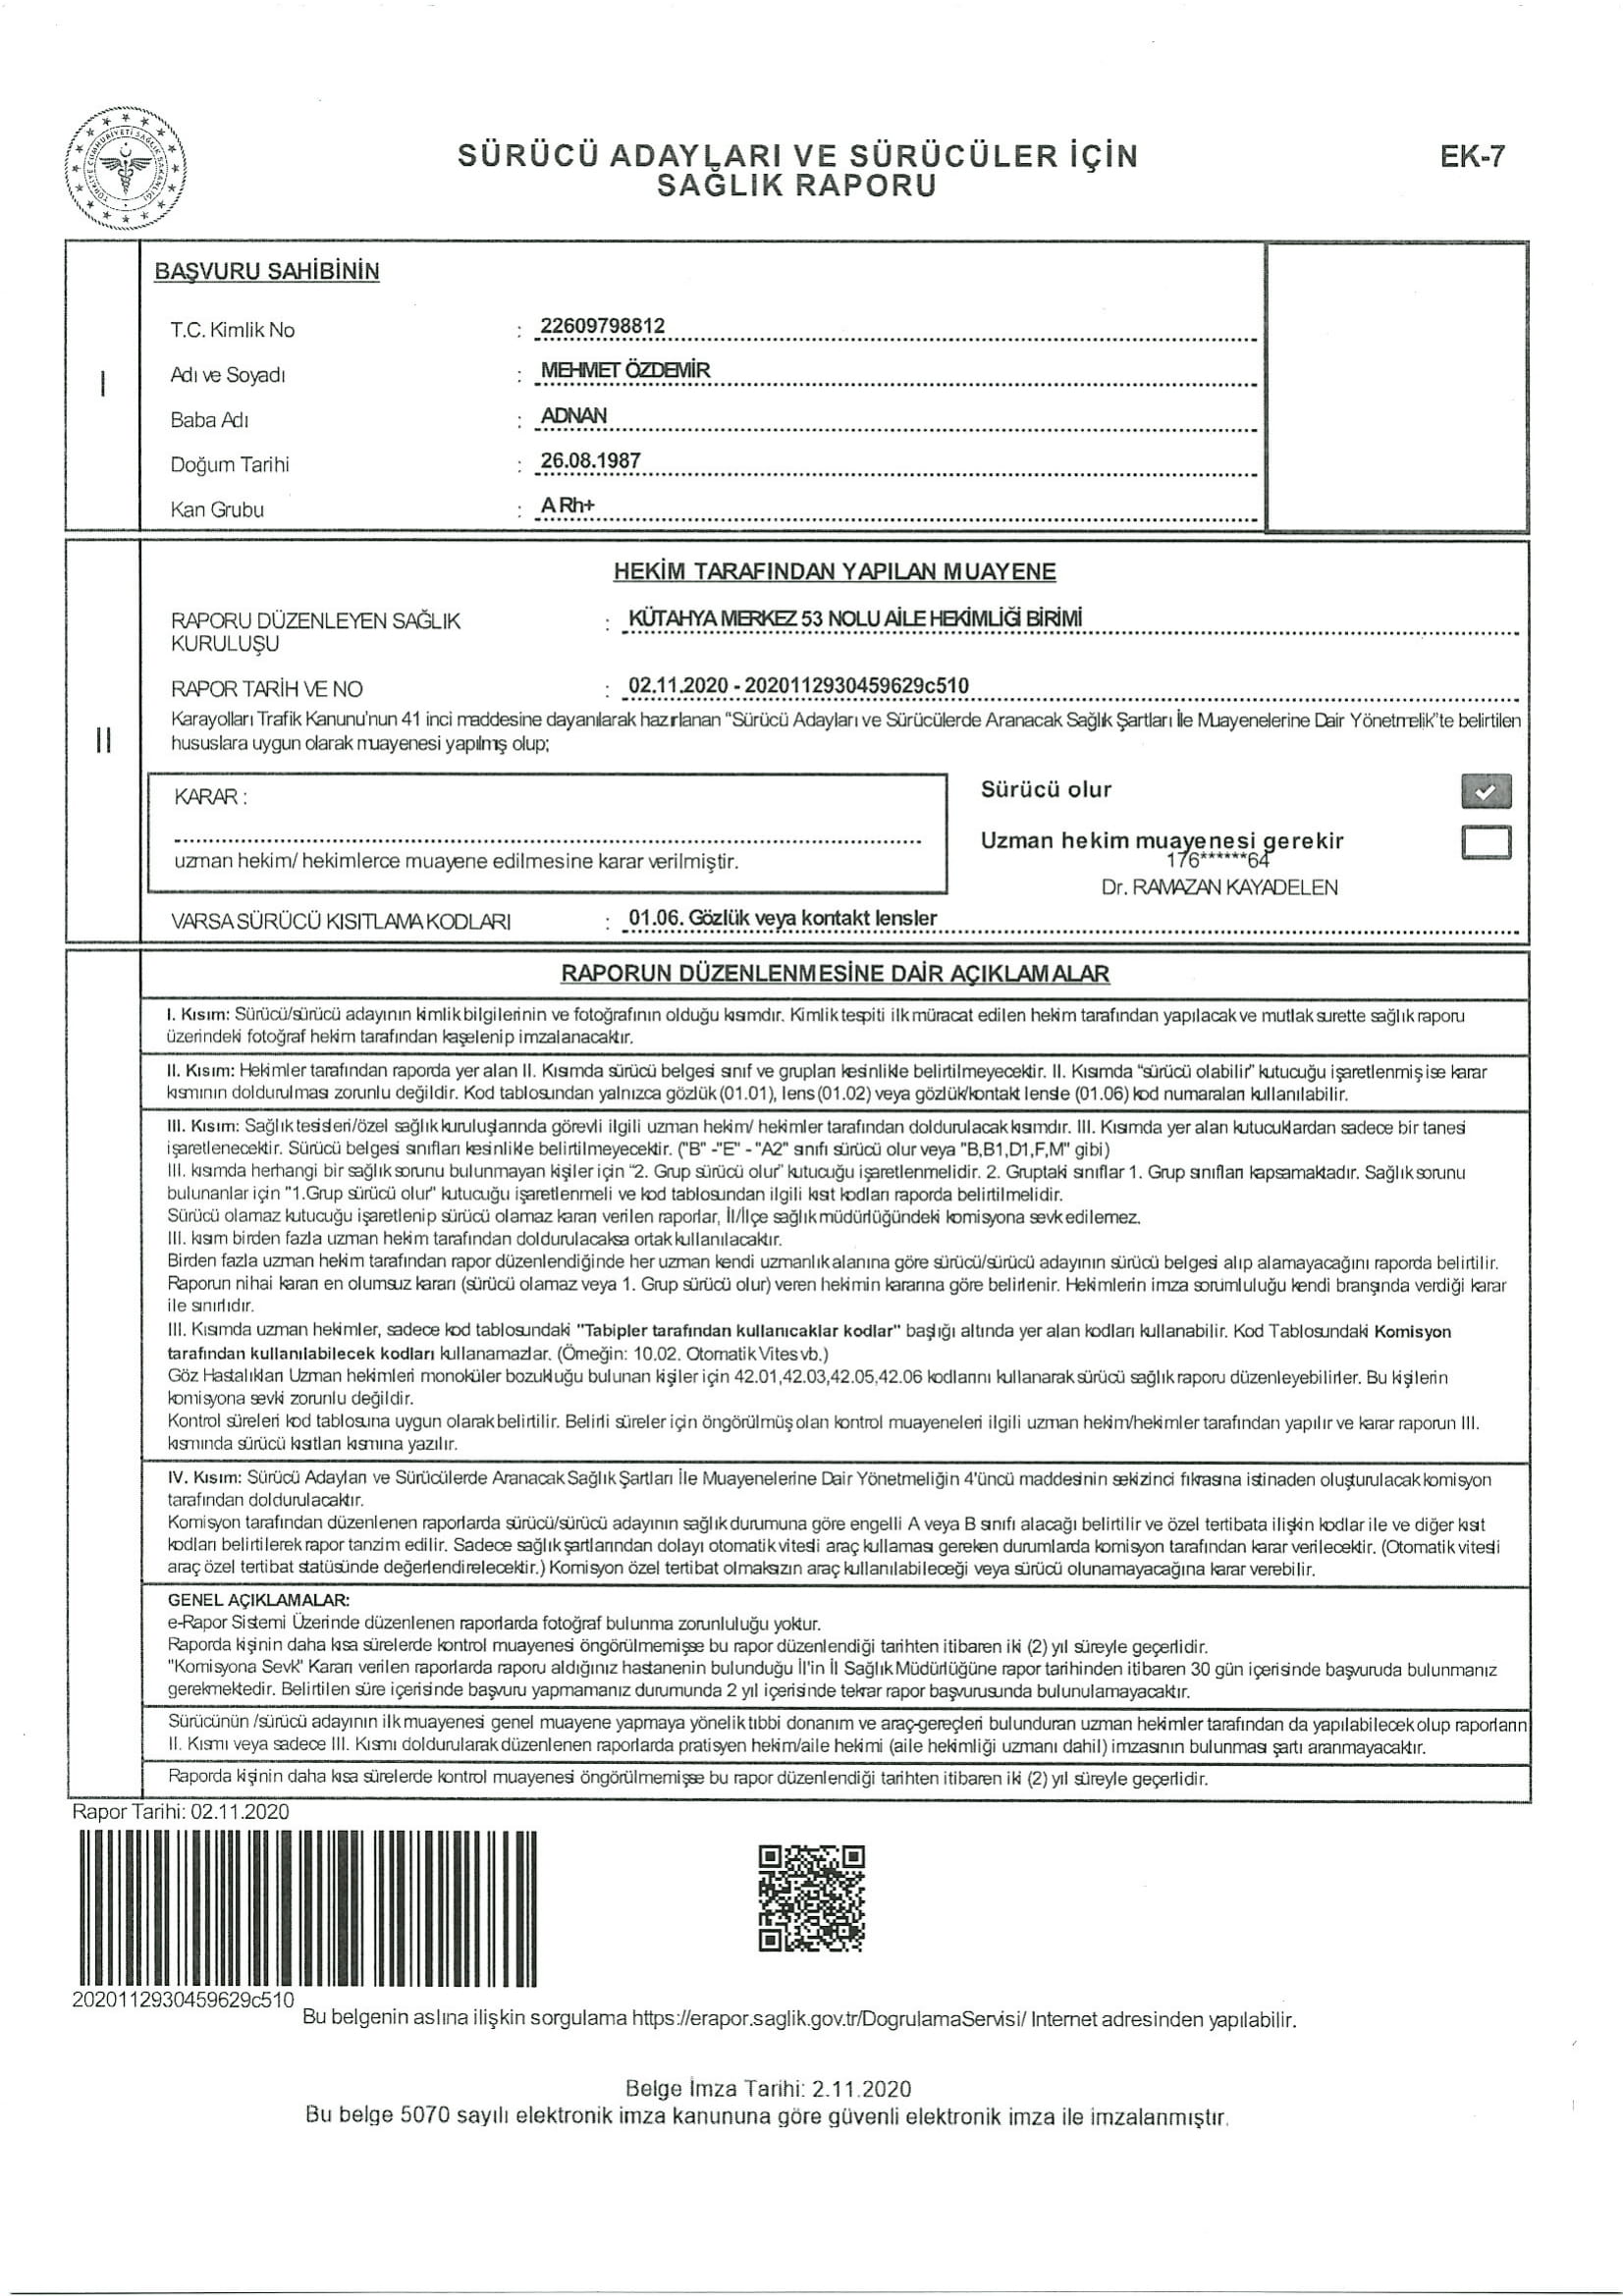 TÜRKİYE CUMHURİYETİ SAĞLIK BAKANLIĞI
SÜRÜCÜ ADAYLARI VE SÜRÜCÜLER İÇİN
SAĞLIK RAPORU
EK-7
I
BAŞVURU SAHİBİNİN
T.C. Kimlik No : 22609798812
Adı ve Soyadı : MEHMET ÖZDEMİR
Baba Adı : ADNAN
Doğum Tarihi : 26.08.1987
Kan Grubu : A Rh+
II
HEKİM TARAFINDAN YAPILAN MUAYENE
RAPORU DÜZENLEYEN SAĞLIK : KÜTAHYA MERKEZ 53 NOLU AİLE HEKİMLİĞİ BİRİMİ
KURULUŞU
RAPOR TARİH VE NO : 02.11.2020 - 2020112930459629c510
Karayolları Trafik Kanunu'nun 41 inci maddesine dayanılarak hazırlanan "Sürücü Adayları ve Sürücülerde Aranacak Sağlık Şartları İle Muayenelerine Dair Yönetmelik"te belirtilen
hususlara uygun olarak muayenesi yapılmış olup;
KARAR :
uzman hekim/ hekimlerce muayene edilmesine karar verilmiştir.
Sürücü olur
Uzman hekim muayenesi gerekir
176******64
Dr. RAMAZAN KAYADELEN
VARSA SÜRÜCÜ KISITLAMA KODLARI : 01.06. Gözlük veya kontakt lensler
RAPORUN DÜZENLENMESİNE DAİR AÇIKLAMALAR
I. Kısım: Sürücü/sürücü adayının kimlik bilgilerinin ve fotoğrafının olduğu kısımdır. Kimlik tespiti ilk müracat edilen hekim tarafından yapılacak ve mutlak surette sağlık raporu
üzerindeki fotoğraf hekim tarafından kaşelenip imzalanacaktır.
II. Kısım: Hekimler tarafından raporda yer alan II. Kısımda sürücü belgesi sınıf ve grupları kesinlikle belirtilmeyecektir. II. Kısımda "sürücü olabilir" kutucuğu işaretlenmiş ise karar
kısmının doldurulması zorunlu değildir. Kod tablosundan yalnızca gözlük (01.01), lens (01.02) veya gözlük/kontakt lensle (01.06) kod numaraları kullanılabilir.
III. Kısım: Sağlık tesisleri/özel sağlık kuruluşlarında görevli ilgili uzman hekim/ hekimler tarafından doldurulacak kısımdır. III. Kısımda yer alan kutucuklardan sadece bir tanesi
işaretlenecektir. Sürücü belgesi sınıfları kesinlikle belirtilmeyecektir. ("B" -"E" - "A2" sınıfı sürücü olur veya "B,B1,D1,F,M" gibi)
III. kısımda herhangi bir sağlık sorunu bulunmayan kişiler için "2. Grup sürücü olur" kutucuğu işaretlenmelidir. 2. Gruptaki sınıflar 1. Grup sınıfları kapsamaktadır. Sağlık sorunu
bulunanlar için "1.Grup sürücü olur" kutucuğu işaretlenmeli ve kod tablosundan ilgili kısıt kodları raporda belirtilmelidir.
Sürücü olamaz kutucuğu işaretlenip sürücü olamaz kararı verilen raporlar, İl/İlçe sağlık müdürlüğündeki komisyona sevk edilemez.
III. kısım birden fazla uzman hekim tarafından doldurulacaksa ortak kullanılacaktır.
Birden fazla uzman hekim tarafından rapor düzenlendiğinde her uzman kendi uzmanlık alanına göre sürücü/sürücü adayının sürücü belgesi alıp alamayacağını raporda belirtilir.
Raporun nihai kararı en olumsuz kararı (sürücü olamaz veya 1. Grup sürücü olur) veren hekimin kararına göre belirlenir. Hekimlerin imza sorumluluğu kendi branşında verdiği karar
ile sınırlıdır.
III. Kısımda uzman hekimler, sadece kod tablosundaki "Tabipler tarafından kullanıcaklar kodlar" başlığı altında yer alan kodları kullanabilir. Kod Tablosundaki Komisyon
tarafından kullanılabilecek kodları kullanamazlar. (Örneğin: 10.02. Otomatik Vites vb.)
Göz Hastalıkları Uzman hekimleri monoküler bozukluğu bulunan kişiler için 42.01,42.03,42.05,42.06 kodlarını kullanarak sürücü sağlık raporu düzenleyebilirler. Bu kişilerin
komisyona sevki zorunlu değildir.
Kontrol süreleri kod tablosuna uygun olarak belirtilir. Belirli süreler için öngörülmüş olan kontrol muayeneleri ilgili uzman hekim/hekimler tarafından yapılır ve karar raporun III.
kısmında sürücü kısıtları kısmına yazılır.
IV. Kısım: Sürücü Adayları ve Sürücülerde Aranacak Sağlık Şartları İle Muayenelerine Dair Yönetmeliğin 4'üncü maddesinin sekizinci fıkrasına istinaden oluşturulacak komisyon
tarafından doldurulacaktır.
Komisyon tarafından düzenlenen raporlarda sürücü/sürücü adayının sağlık durumuna göre engelli A veya B sınıfı alacağı belirtilir ve özel tertibata ilişkin kodlar ile ve diğer kısıt
kodları belirtilerek rapor tanzim edilir. Sadece sağlık şartlarından dolayı otomatik vitesli araç kullaması gereken durumlarda komisyon tarafından karar verilecektir. (Otomatik vitesli
araç özel tertibat statüsünde değerlendirelecektir.) Komisyon özel tertibat olmaksızın araç kullanılabileceği veya sürücü olunamayacağına karar verebilir.
GENEL AÇIKLAMALAR:
e-Rapor Sistemi Üzerinde düzenlenen raporlarda fotoğraf bulunma zorunluluğu yoktur.
Raporda kişinin daha kısa sürelerde kontrol muayenesi öngörülmemişse bu rapor düzenlendiği tarihten itibaren iki (2) yıl süreyle geçerlidir.
"Komisyona Sevk" Kararı verilen raporlarda raporu aldığınız hastanenin bulunduğu İl'in İl Sağlık Müdürlüğüne rapor tarihinden itibaren 30 gün içerisinde başvuruda bulunmanız
gerekmektedir. Belirtilen süre içerisinde başvuru yapmamanız durumunda 2 yıl içerisinde tekrar rapor başvurusunda bulunulamayacaktır.
Sürücünün /sürücü adayının ilk muayenesi genel muayene yapmaya yönelik tıbbi donanım ve araç-gereçleri bulunduran uzman hekimler tarafından da yapılabilecek olup raporların
II. Kısmı veya sadece III. Kısmı doldurularak düzenlenen raporlarda pratisyen hekim/aile hekimi (aile hekimliği uzmanı dahil) imzasının bulunması şartı aranmayacaktır.
Raporda kişinin daha kısa sürelerde kontrol muayenesi öngörülmemişse bu rapor düzenlendiği tarihten itibaren iki (2) yıl süreyle geçerlidir.
Rapor Tarihi: 02.11.2020
2020112930459629c510
Bu belgenin aslına ilişkin sorgulama https://erapor.saglik.gov.tr/DogrulamaServisi/ Internet adresinden yapılabilir.
Belge İmza Tarihi: 2.11.2020
Bu belge 5070 sayılı elektronik imza kanununa göre güvenli elektronik imza ile imzalanmıştır.